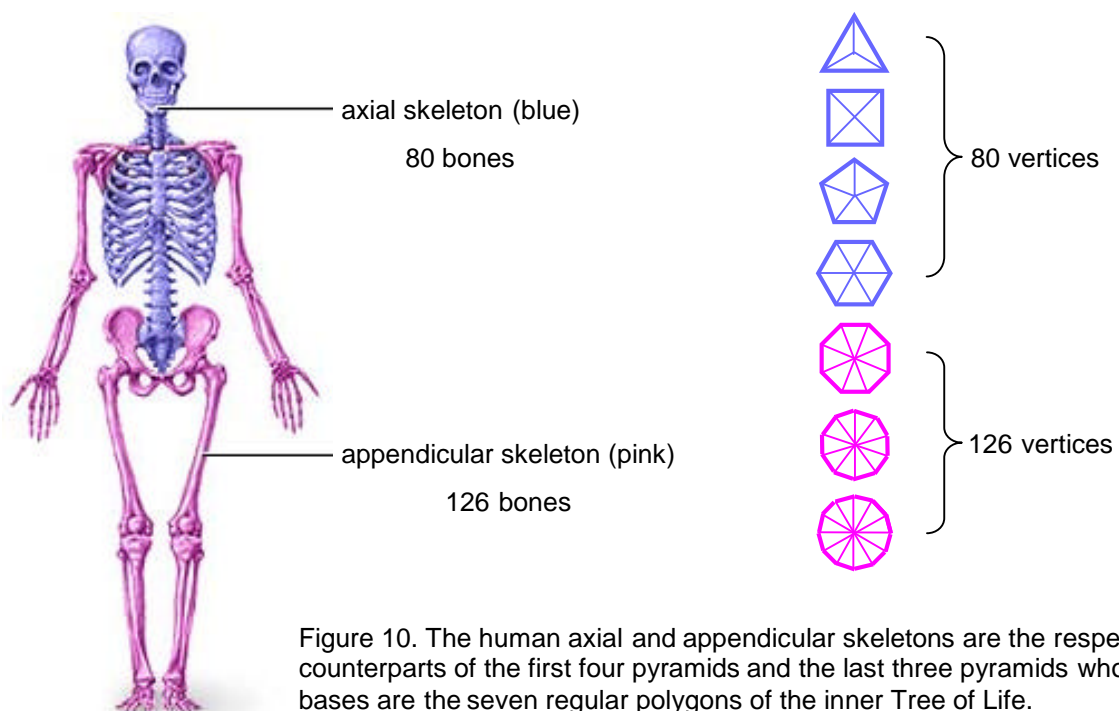 axial skeleton (blue)
80 bones
80 vertices
126 vertices
appendicular skeleton (pink)
126 bones
Figure 10. The human axial and appendicular skeletons are the
counterparts of the first four pyramids and the last three pyramids
bases are the seven regular polygons of the inner Tree of Life.